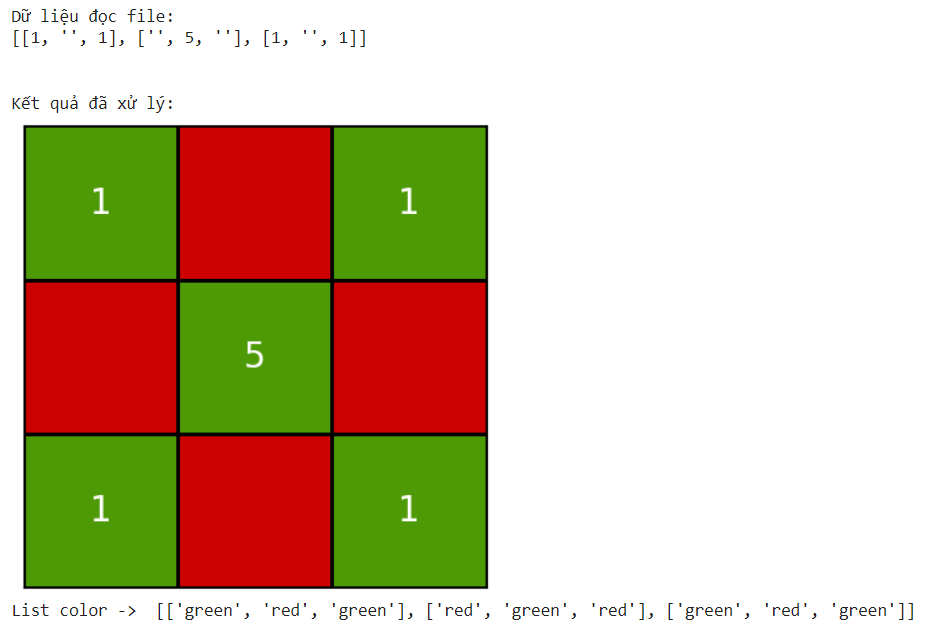 Dữ liệu đọc file:
[[1, '', 1], ['', 5, ''], [1, '', 1]]
Kết quả đã xử lý:
1 1
5
1 1
List color ->  [['green', 'red', 'green'], ['red', 'green', 'red'], ['green', 'red', 'green']]